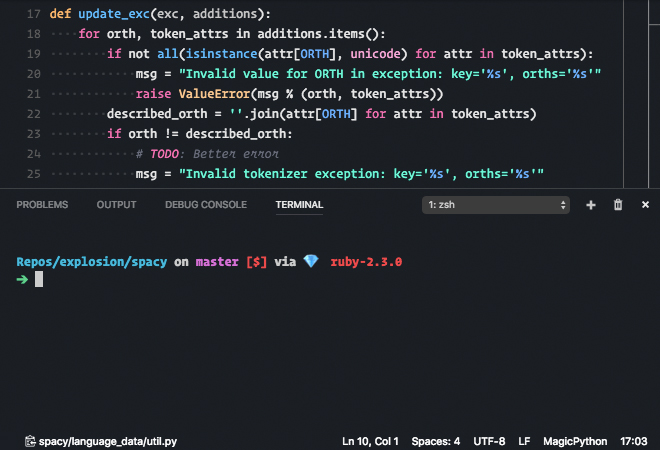 17 def update_exc(exc, additions):
18 for orth, token_attrs in additions.items():
19 if not all(isinstance(attr[ORTH], unicode) for attr in token_attrs):
20 msg = "Invalid value for ORTH in exception: key='%s', orths='%s'"
21 raise ValueError(msg % (orth, token_attrs))
22 described_orth = ''.join(attr[ORTH] for attr in token_attrs)
23 if orth != described_orth:
24 # TODO: Better error
25 msg = "Invalid tokenizer exception: key='%s', orths='%s'"
PROBLEMS OUTPUT DEBUG CONSOLE TERMINAL 1: zsh
Repos/explosion/spacy on master [$] via 💎 ruby-2.3.0
➜
spacy/language_data/util.py Ln 10, Col 1 Spaces: 4 UTF-8 LF MagicPython 17:03